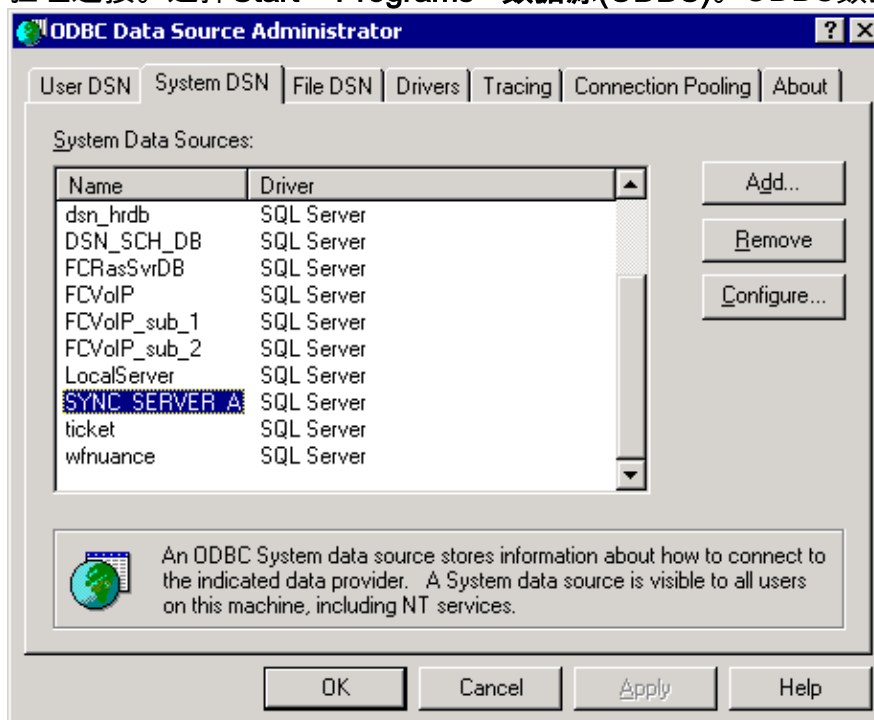 ODBC Data Source Administrator
User DSN System DSN File DSN Drivers Tracing Connection Pooling About
System Data Sources:
Name Driver
dsn_hrdb SQL Server
DSN_SCH_DB SQL Server
FCRasSvrDB SQL Server
FCVoIP SQL Server
FCVoIP_sub_1 SQL Server
FCVoIP_sub_2 SQL Server
LocalServer SQL Server
SYNC_SERVER_A SQL Server
ticket SQL Server
wfnuance SQL Server
Add...
Remove
Configure...
An ODBC System data source stores information about how to connect to
the indicated data provider. A System data source is visible to all users
on this machine, including NT services.
OK Cancel Apply Help